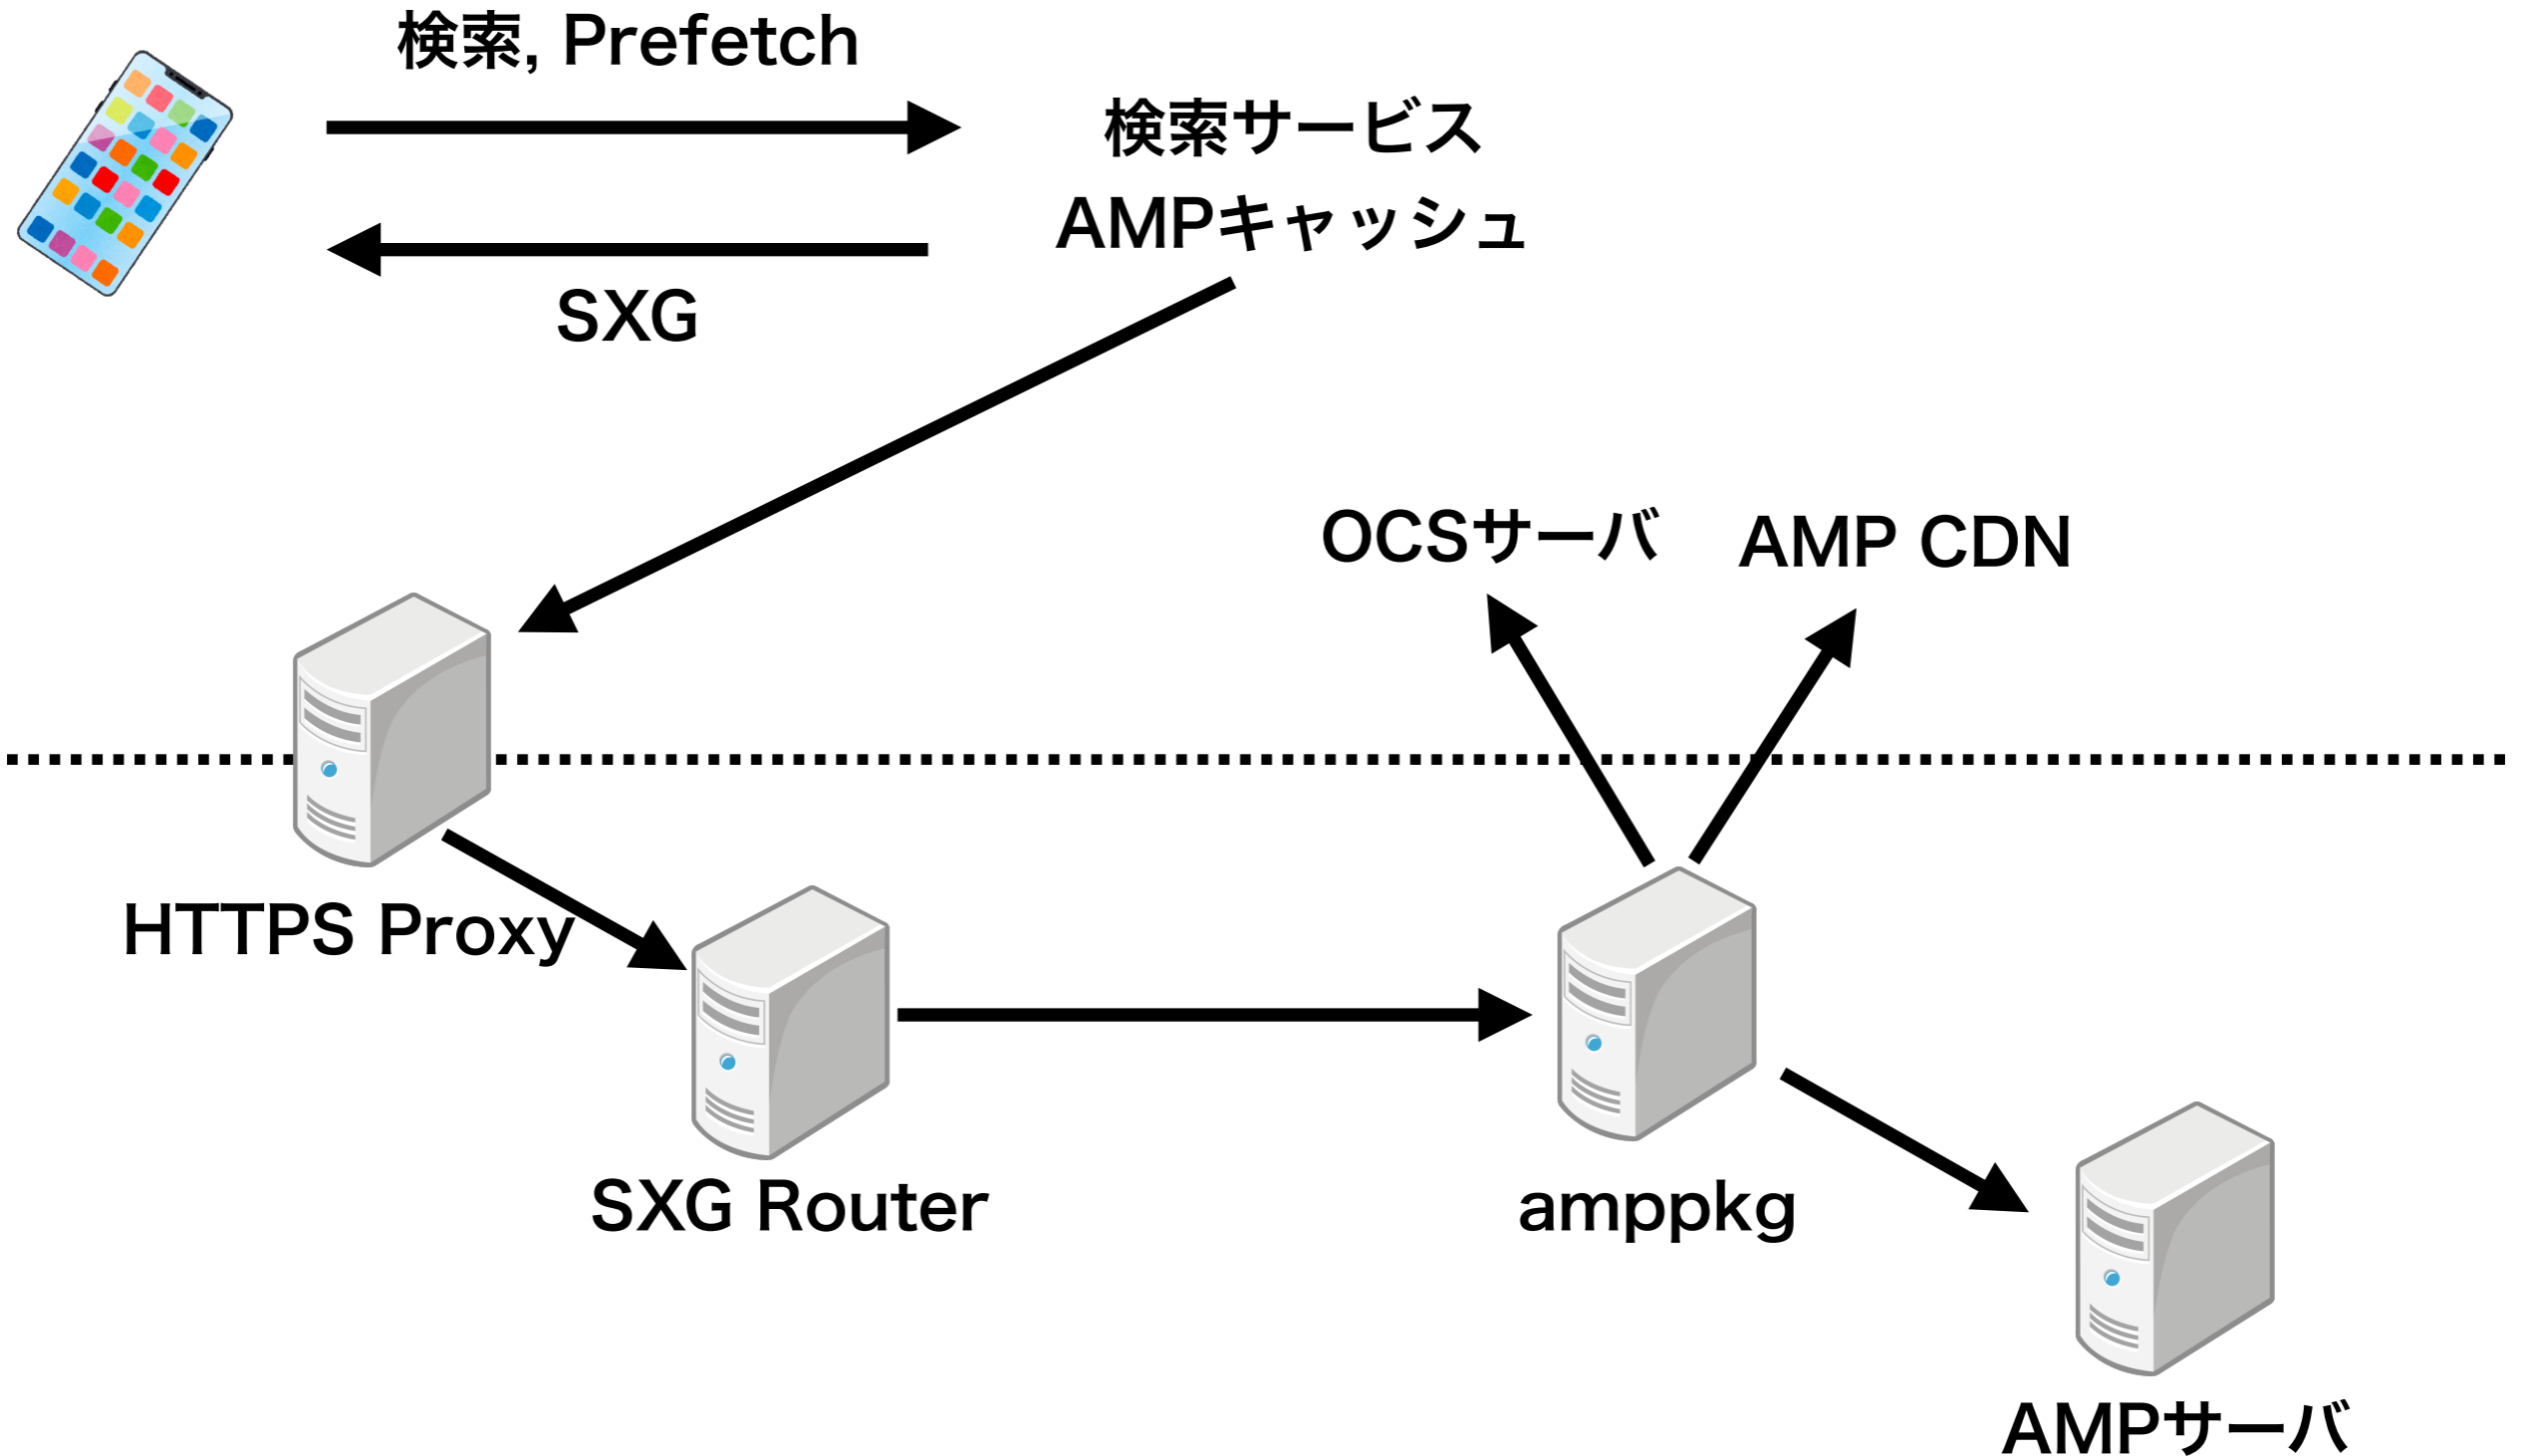 検索, Prefetch
検索サービス
AMPキャッシュ
SXG
OCSサーバ
AMP CDN
HTTPS Proxy
SXG Router
amppkg
AMPサーバ